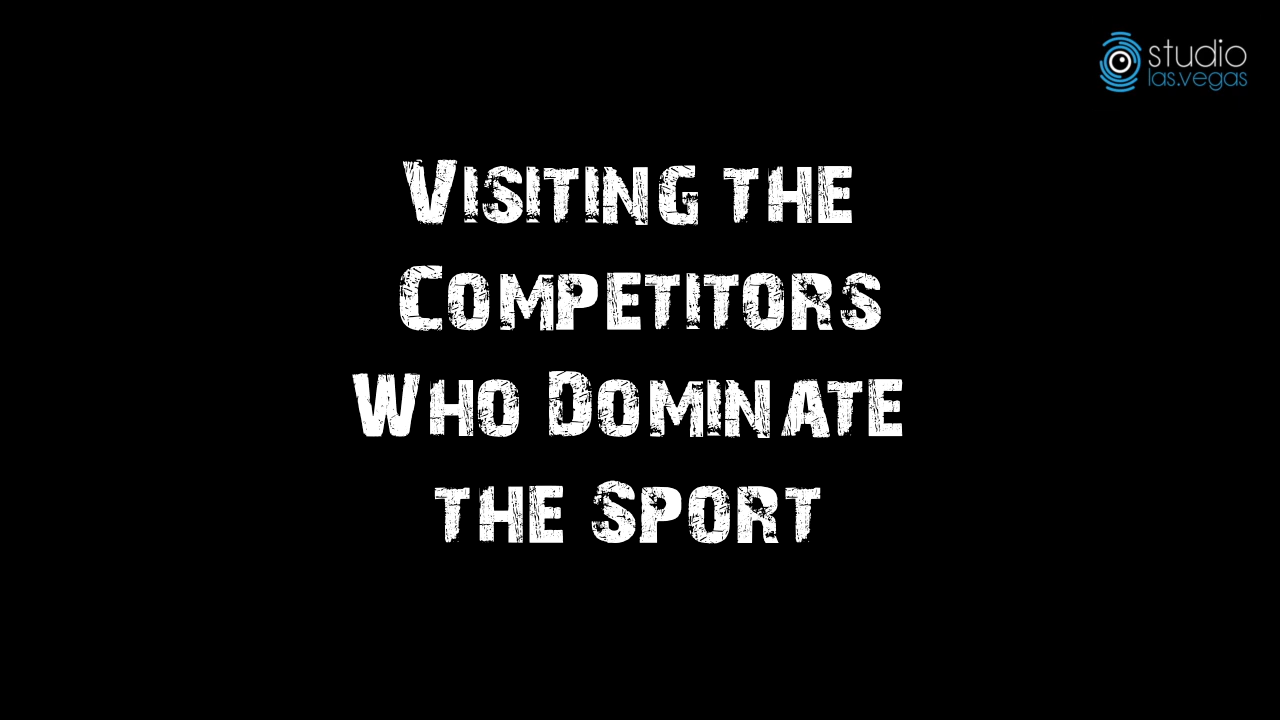 studio
las.vegas
Visiting the
Competitors
Who Dominate
the Sport